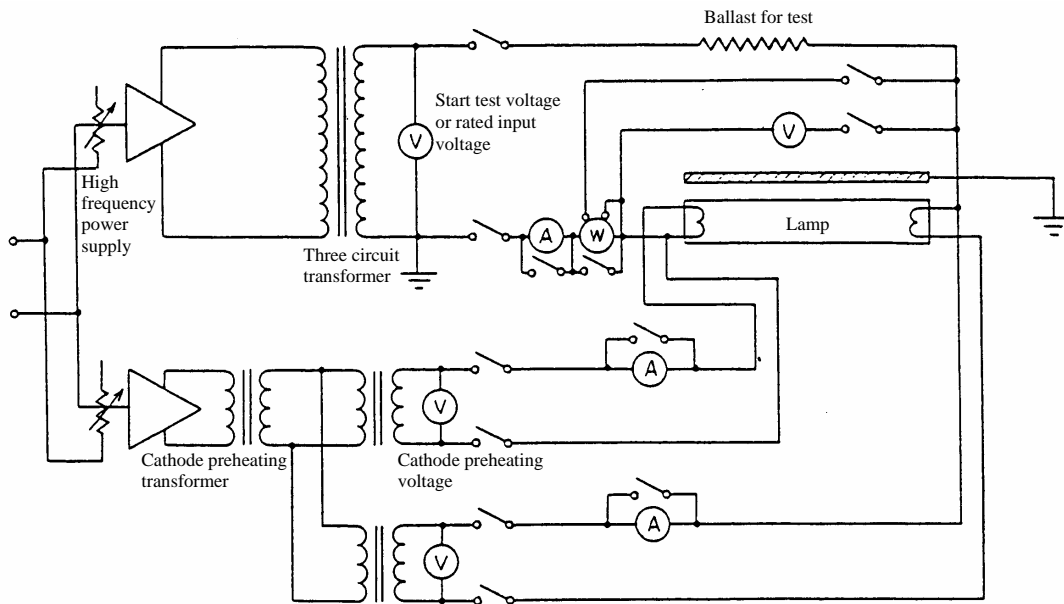 Ballast for test
V
Start test voltage
or rated input
voltage
V
High
frequency
power
supply
A
W
Lamp
Three circuit
transformer
A
V
Cathode preheating
transformer
Cathode preheating
voltage
A
V